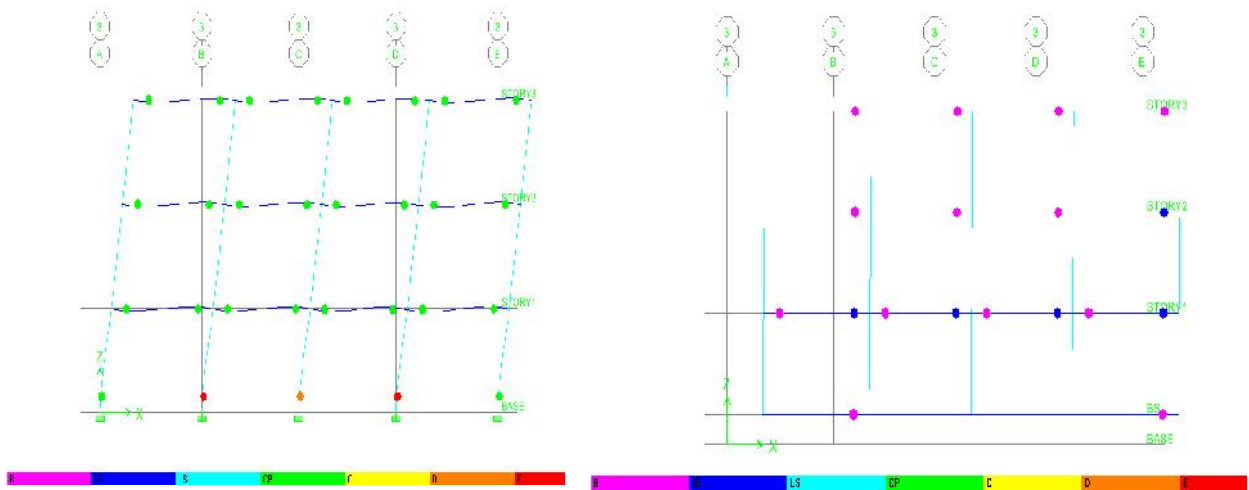 3 3 3 3 3
A B C D E
STORY3
STORY2
STORY1
Z
X
BASE
B S CP C D
3 3 3 3 3
A B C D E
STORY3
STORY2
STORY1
Z
BS
X
BASE
B LS CP C D E